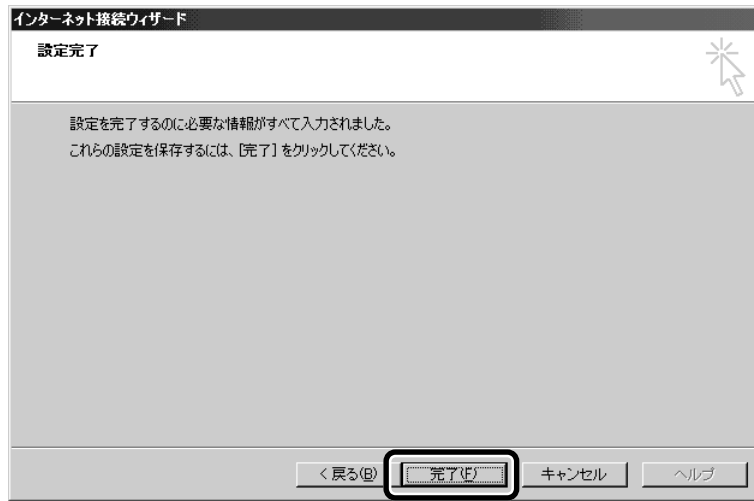 インターネット接続ウィザード
設定完了
設定を完了するのに必要な情報がすべて入力されました。
これらの設定を保存するには、[完了] をクリックしてください。
< 戻る(B) 完了(F) キャンセル ヘルプ